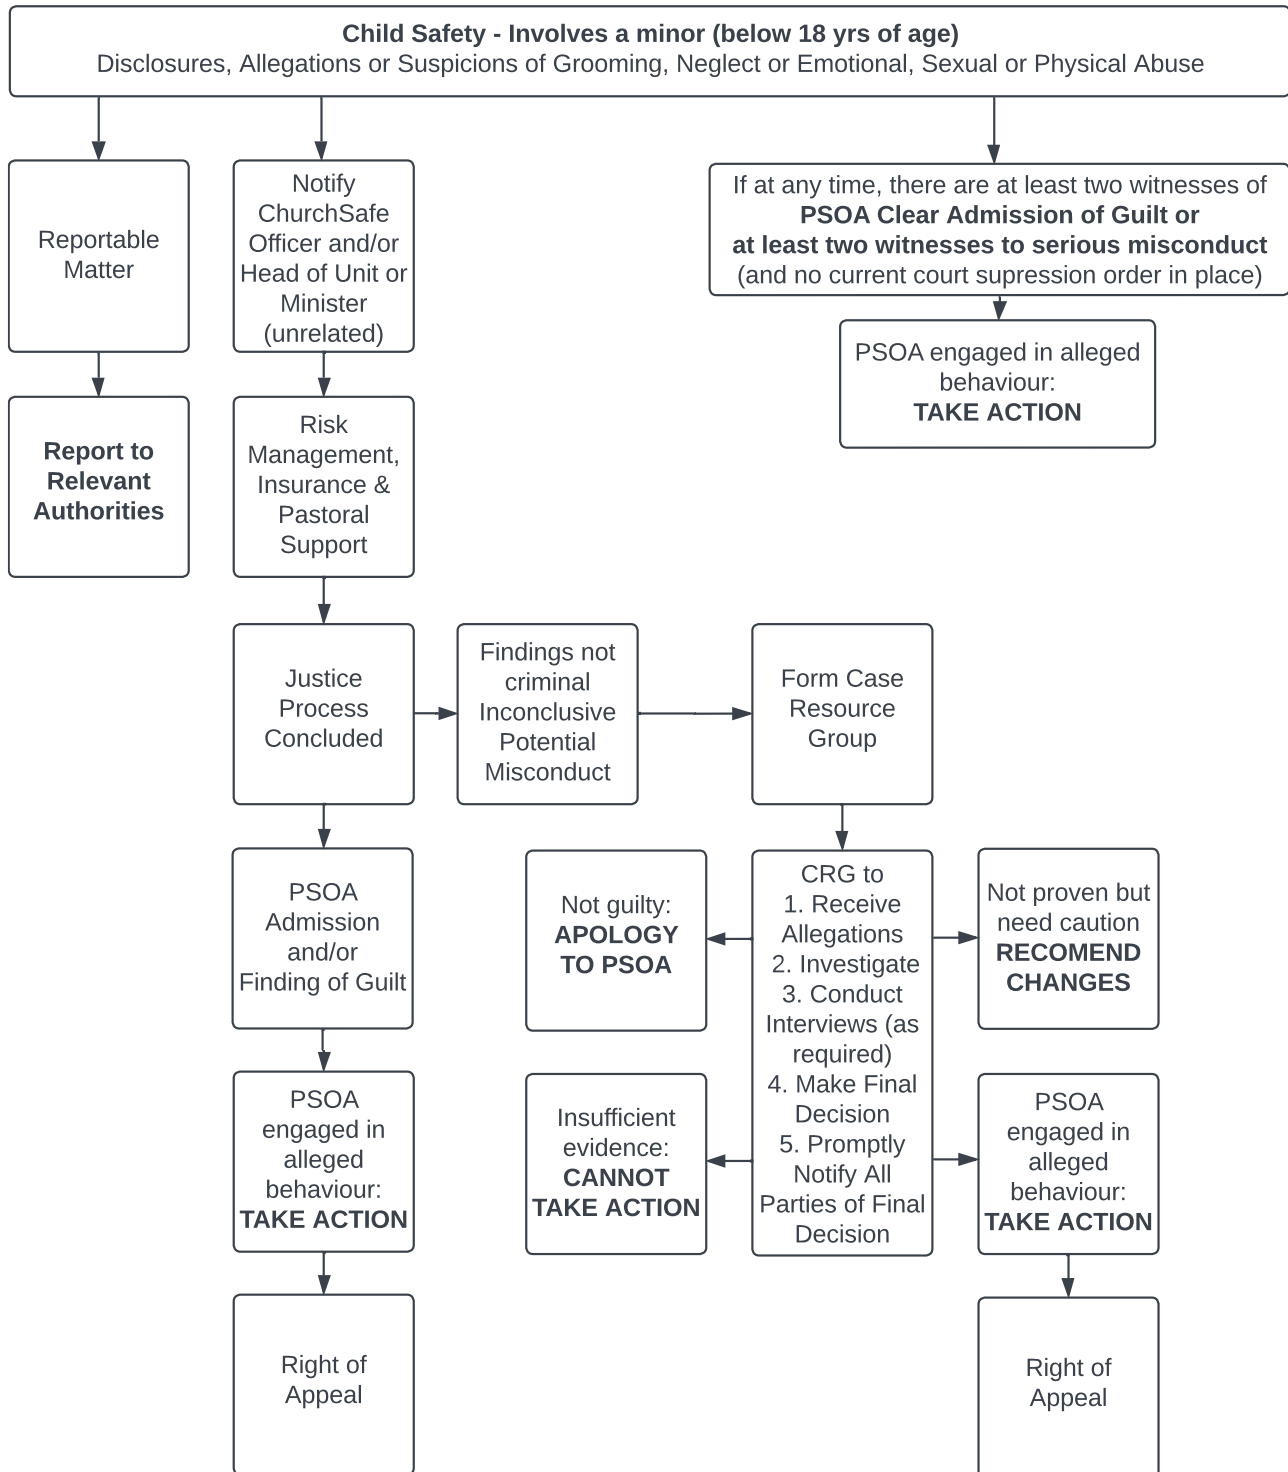 Child Safety - Involves a minor (below 18 yrs of age)
Disclosures, Allegations or Suspicions of Grooming, Neglect or Emotional, Sexual or Physical Abuse
Reportable
Matter
Notify
ChurchSafe
Officer and/or
Head of Unit or
Minister
(unrelated)
If at any time, there are at least two witnesses of
PSOA Clear Admission of Guilt or
at least two witnesses to serious misconduct
(and no current court supression order in place)
PSOA engaged in alleged
behaviour:
TAKE ACTION
Report to
Relevant
Authorities
Risk
Management,
Insurance &
Pastoral
Support
Justice
Process
Concluded
Findings not
criminal
Inconclusive
Potential
Misconduct
Form Case
Resource
Group
PSOA
Admission
and/or
Finding of Guilt
Not guilty:
APOLOGY
TO PSOA
CRG to
1. Receive
Allegations
2. Investigate
3. Conduct
Interviews (as
required)
4. Make Final
Decision
5. Promptly
Notify All
Parties of Final
Decision
Not proven but
need caution
RECOMEND
CHANGES
PSOA
engaged in
alleged
behaviour:
TAKE ACTION
Insufficient
evidence:
CANNOT
TAKE ACTION
PSOA
engaged in
alleged
behaviour:
TAKE ACTION
Right of
Appeal
Right of
Appeal